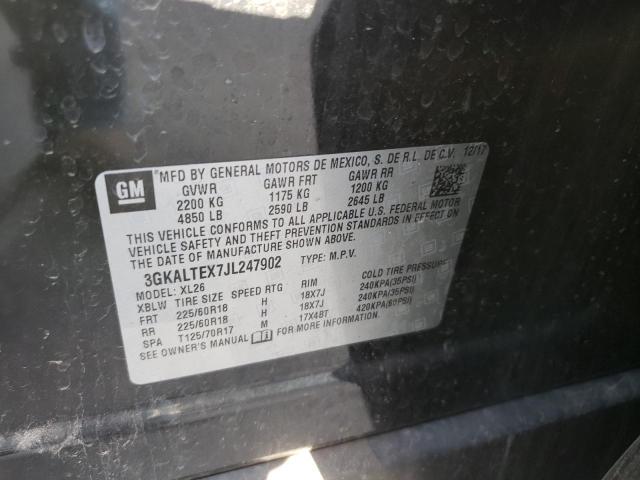 GM
MFD BY GENERAL MOTORS DE MEXICO, S. DE R.L. DE C.V. 12/17
GVWR GAWR FRT GAWR RR
2200 KG 1175 KG 1200 KG
4850 LB 2590 LB 2645 LB
THIS VEHICLE CONFORMS TO ALL APPLICABLE U.S. FEDERAL MOTOR
VEHICLE SAFETY AND THEFT PREVENTION STANDARDS IN EFFECT ON
THE DATE OF MANUFACTURE SHOWN ABOVE.
3GKALTEX7JL247902 TYPE: M.P.V.
MODEL: XL26
XBLW TIRE SIZE SPEED RTG RIM COLD TIRE PRESSURE
FRT 225/60R18 H 18X7J 240KPA(35PSI)
RR 225/60R18 H 18X7J 240KPA(35PSI)
SPA T125/70R17 M 17X4BT 420KPA(60PSI)
SEE OWNER'S MANUAL FOR MORE INFORMATION.